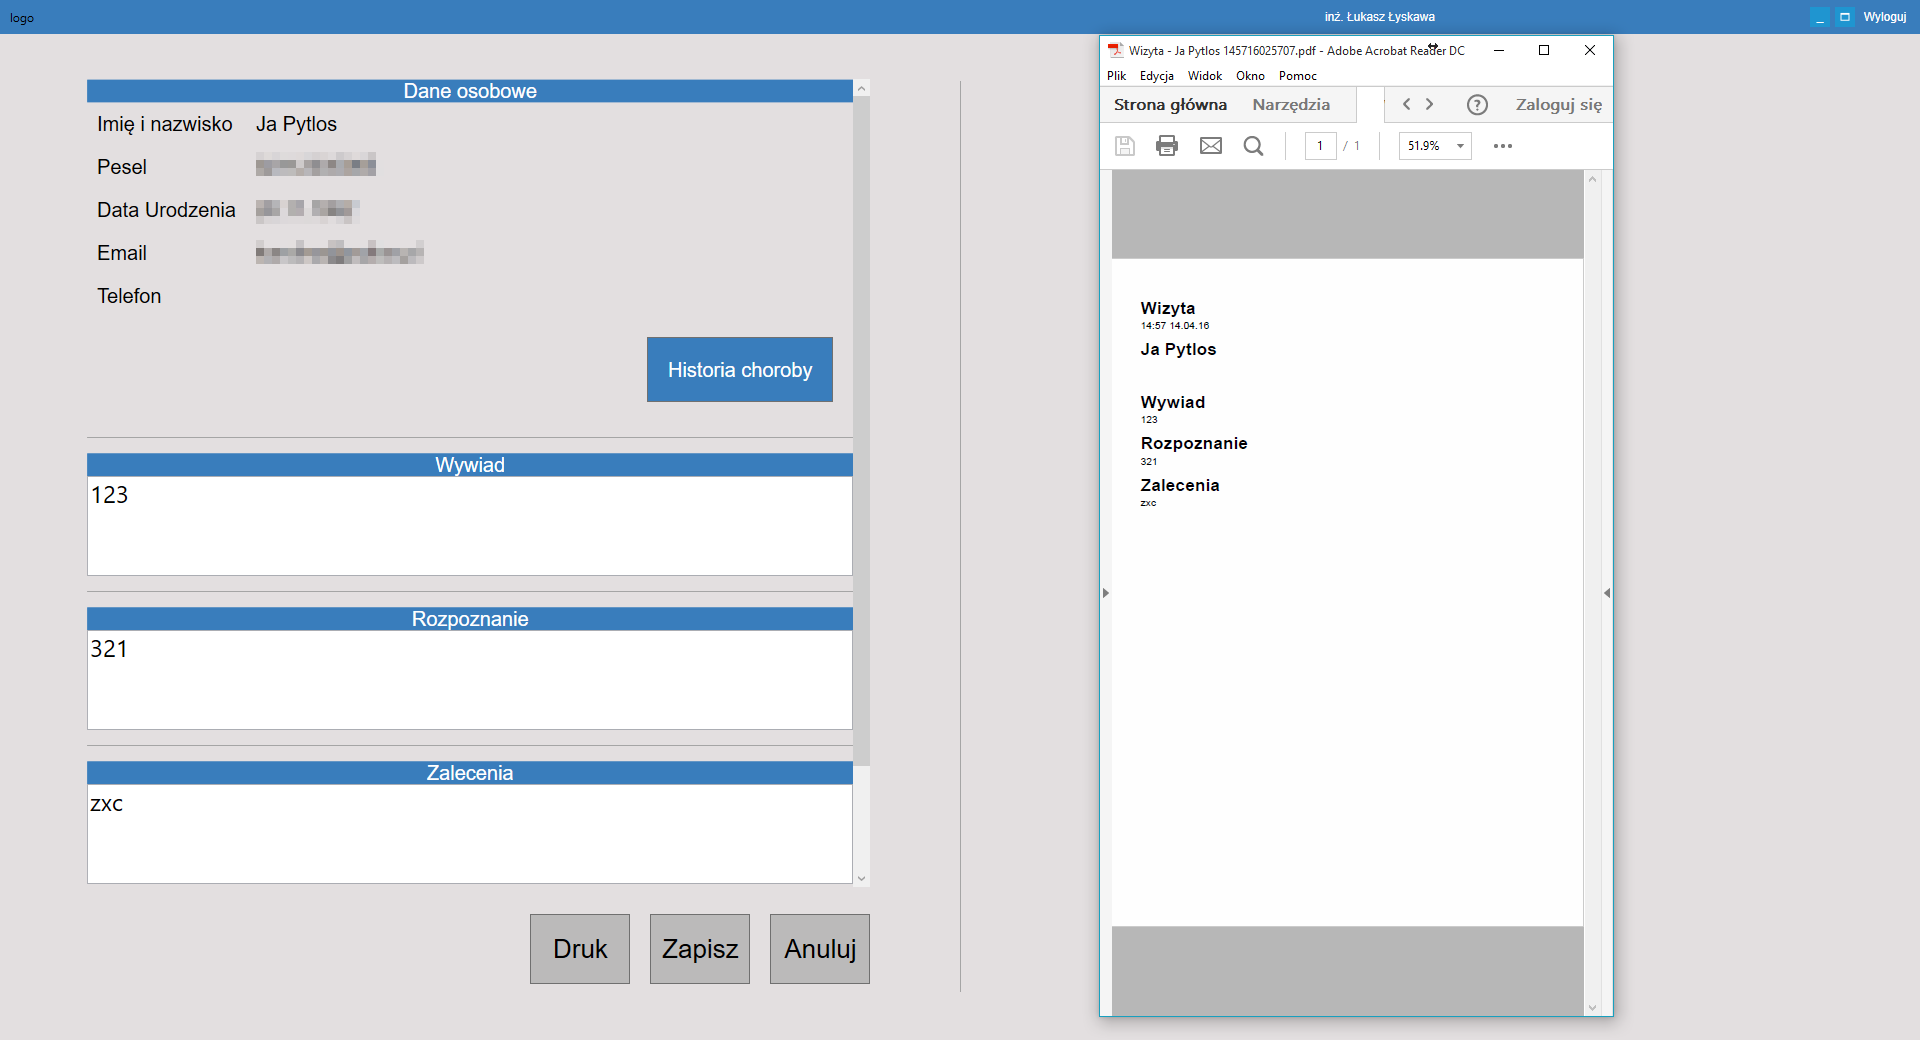 logo
inż. Łukasz Łyskawa
Wyloguj
Dane osobowe
Imię i nazwisko Ja Pytlos
Pesel
Data Urodzenia
Email
Telefon
Historia choroby
Wywiad
123
Rozpoznanie
321
Zalecenia
zxc
Druk Zapisz Anuluj
Wizyta - Ja Pytlos 145716025707.pdf - Adobe Acrobat Reader DC
Plik Edycja Widok Okno Pomoc
Strona główna Narzędzia ? Zaloguj się
1 / 1 51.9%
Wizyta
14:57 14.04.16
Ja Pytlos
Wywiad
123
Rozpoznanie
321
Zalecenia
zxc